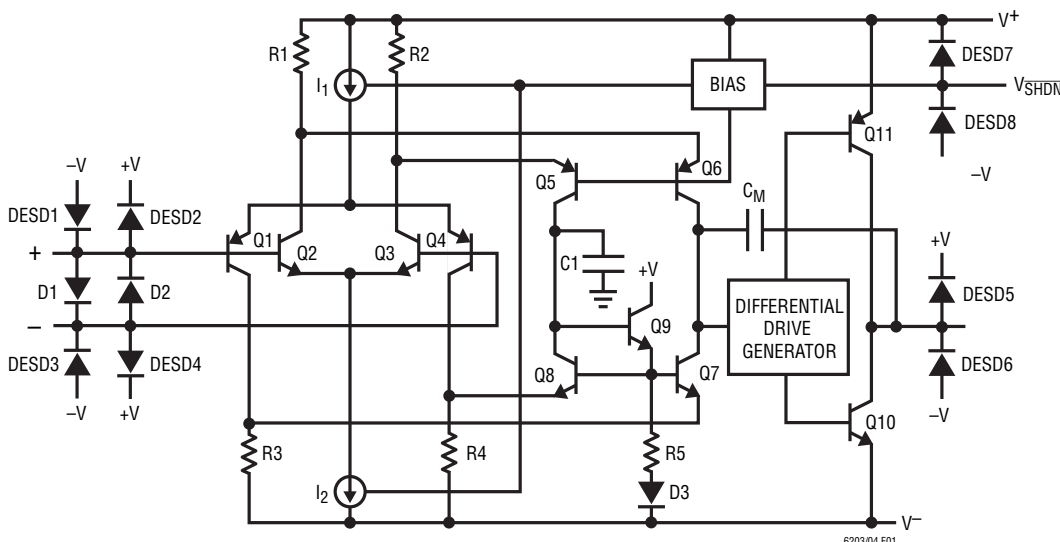 V+
R1
R2
DESD7
I1
BIAS
VSHDN
DESD8
Q11
–V
+V
–V
Q5
Q6
CM
DESD1
DESD2
+
Q1
Q2
Q3
Q4
+V
C1
+V
D1
D2
DIFFERENTIAL
DRIVE
GENERATOR
DESD5
–
Q9
DESD3
DESD4
Q8
Q7
DESD6
–V
+V
–V
Q10
R3
R4
R5
I2
D3
V–
6203/04 F01